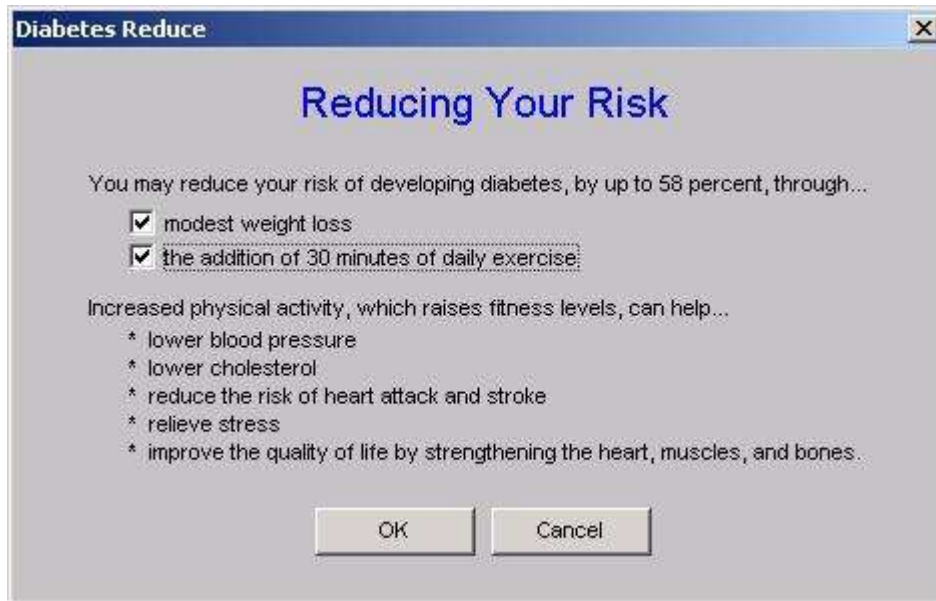 Diabetes Reduce
Reducing Your Risk
You may reduce your risk of developing diabetes, by up to 58 percent, through...
modest weight loss
the addition of 30 minutes of daily exercise
Increased physical activity, which raises fitness levels, can help...
* lower blood pressure
* lower cholesterol
* reduce the risk of heart attack and stroke
* relieve stress
* improve the quality of life by strengthening the heart, muscles, and bones.
OK Cancel